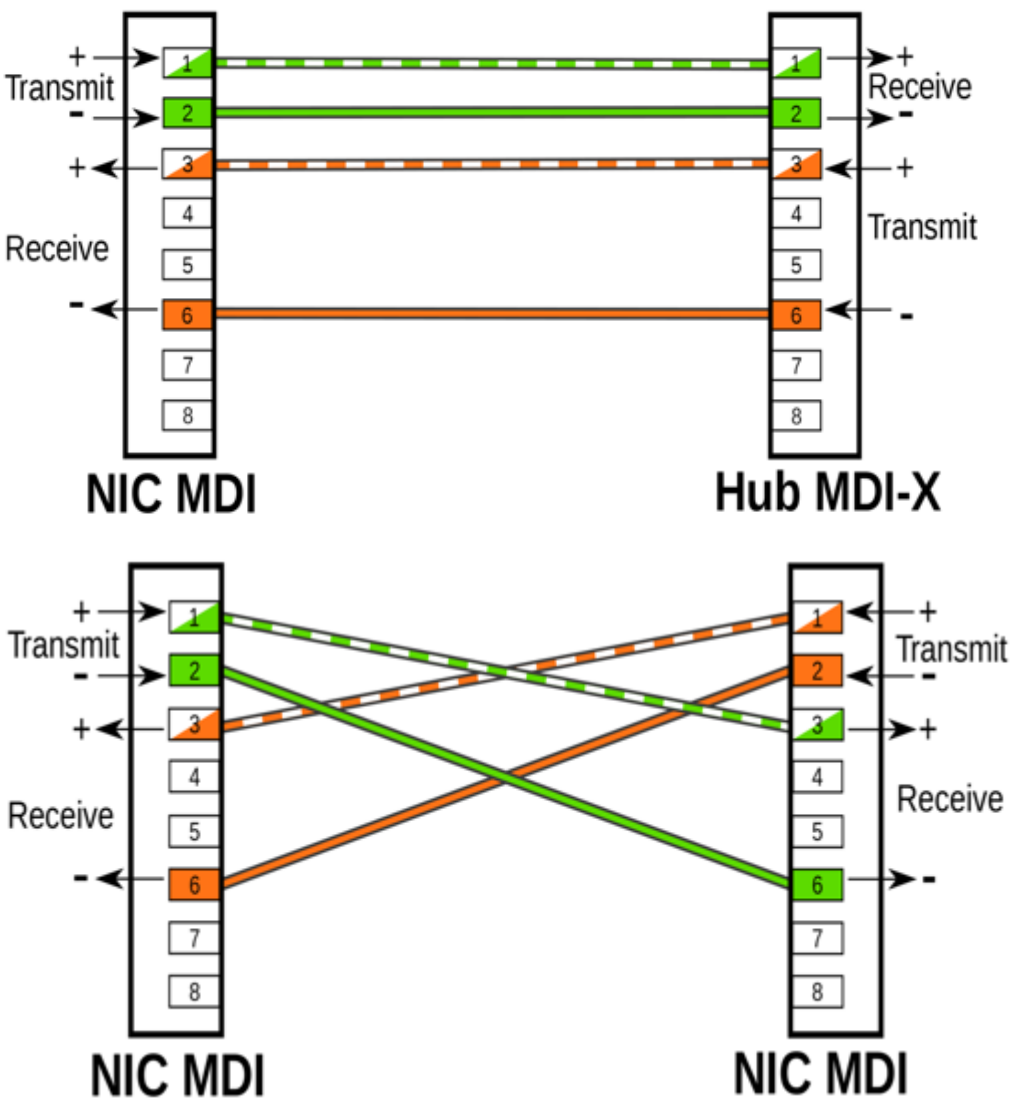 + 1 1 +
Transmit Receive
- 2 2 -
+ 3 3 +
4 4
Receive Transmit
5 5
- 6 6 -
7 7
8 8
NIC MDI Hub MDI-X
+ 1 1 +
Transmit Transmit
- 2 2 -
+ 3 3 +
4 4
Receive Receive
5 5
- 6 6 -
7 7
8 8
NIC MDI NIC MDI